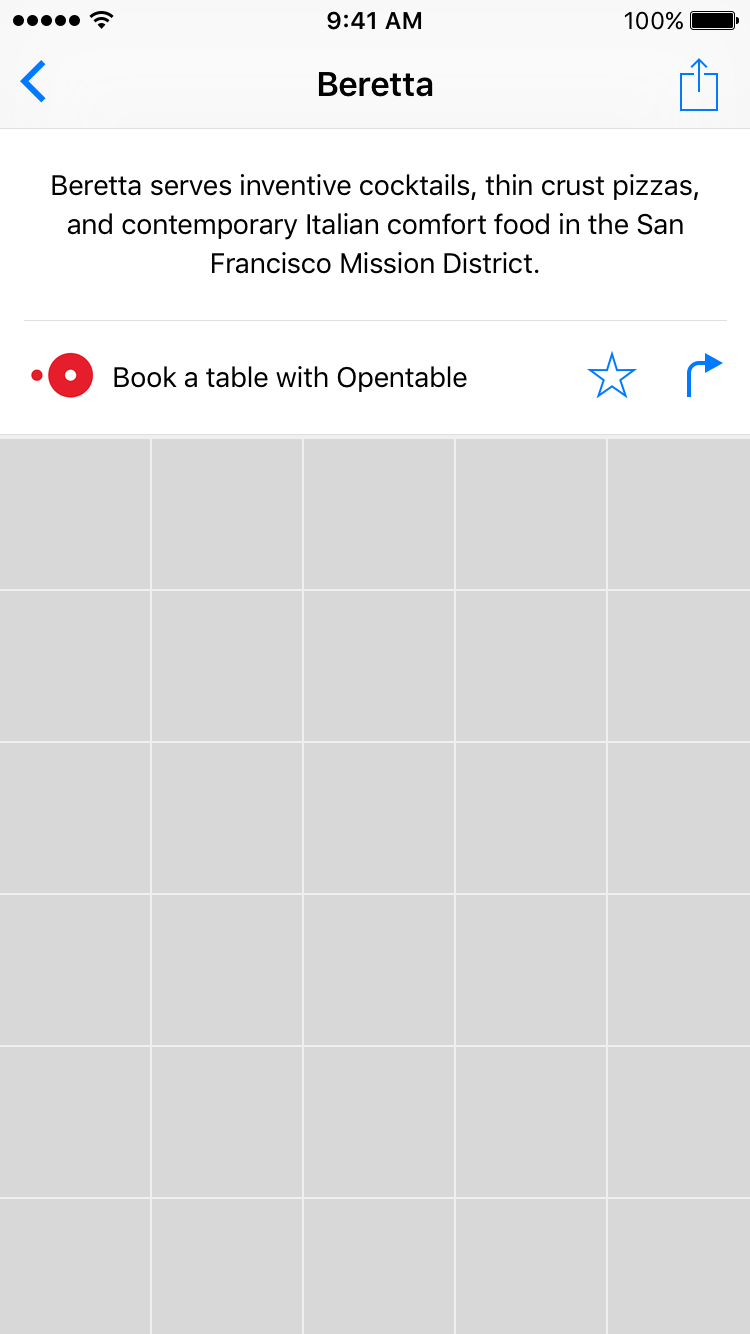 9:41 AM
100%
Beretta
Beretta serves inventive cocktails, thin crust pizzas,
and contemporary Italian comfort food in the San
Francisco Mission District.
Book a table with Opentable